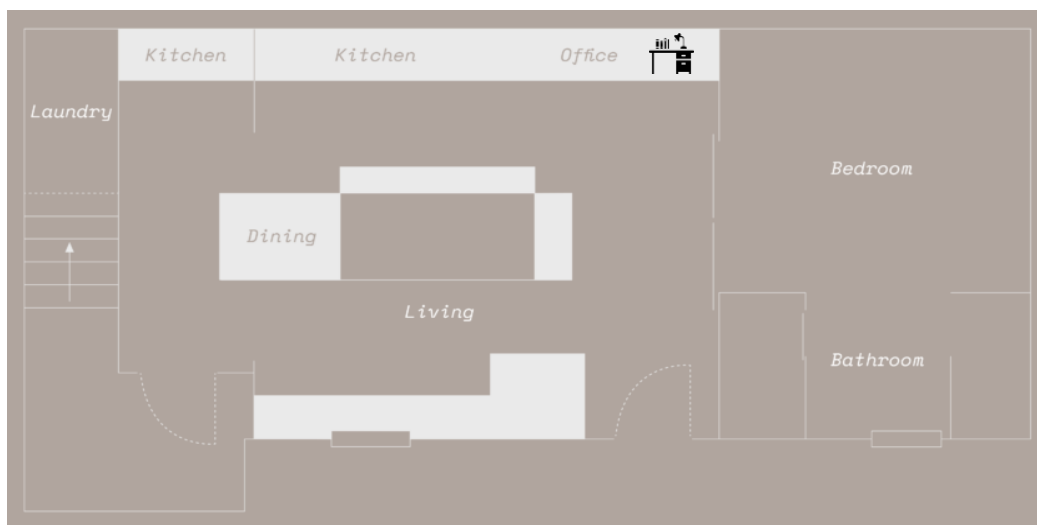 Kitchen
Kitchen
Office
Laundry
Bedroom
Dining
Living
Bathroom